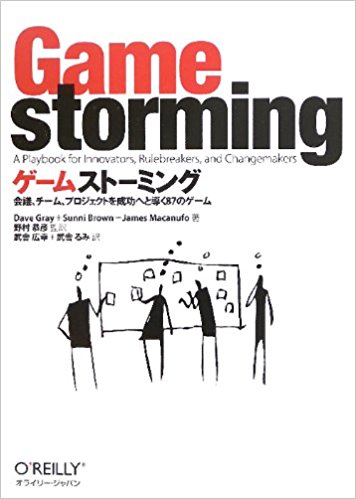 Game
storming
A Playbook for Innovators, Rulebreakers, and Changemakers
ゲームストーミング
会議、チーム、プロジェクトを成功へと導く87のゲーム
Dave Gray + Sunni Brown + James Macanufo 著
野村 恭彦 監訳
武舎 広幸+武舎 るみ 訳
O'REILLY®
オライリー・ジャパン